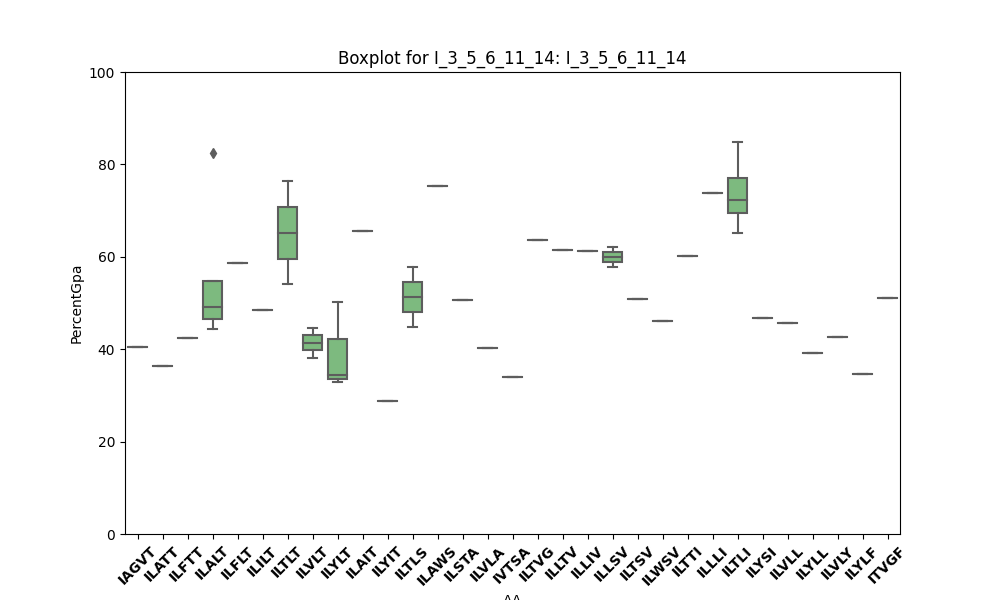 Boxplot for I_3_5_6_11_14: I_3_5_6_11_14
100
80
60
40
20
0
PercentGpa
IAGVT
ILATT
ILFTT
ILALT
ILFLT
ILILT
ILTLT
ILVLT
ILYLT
ILAIT
ILYIT
ILTLS
ILAWS
ILSTA
ILVLA
IVTSA
ILTVG
ILLTV
ILLIV
ILLSV
ILTSV
ILWSV
ILTTI
ILLLI
ILTLI
ILYSI
ILVLL
ILYLL
ILVLY
ILYLF
ITVGF
AA